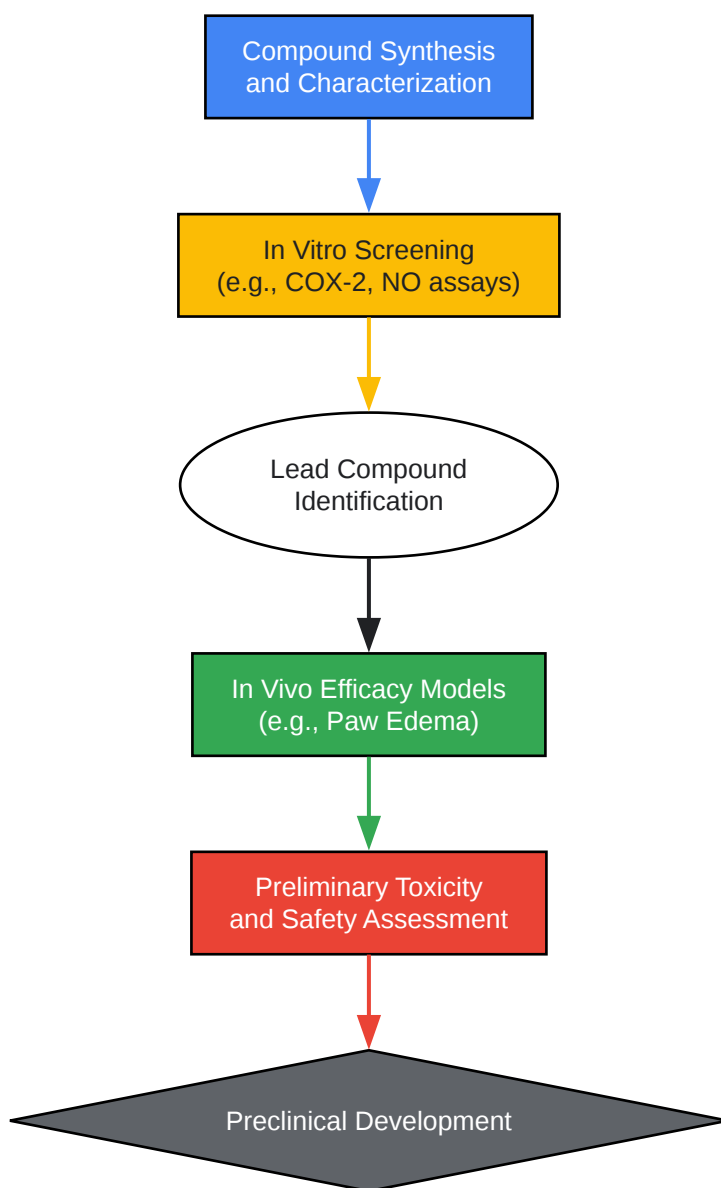 Compound Synthesis
and Characterization
In Vitro Screening
(e.g., COX-2, NO assays)
Lead Compound
Identification
In Vivo Efficacy Models
(e.g., Paw Edema)
Preliminary Toxicity
and Safety Assessment
Preclinical Development